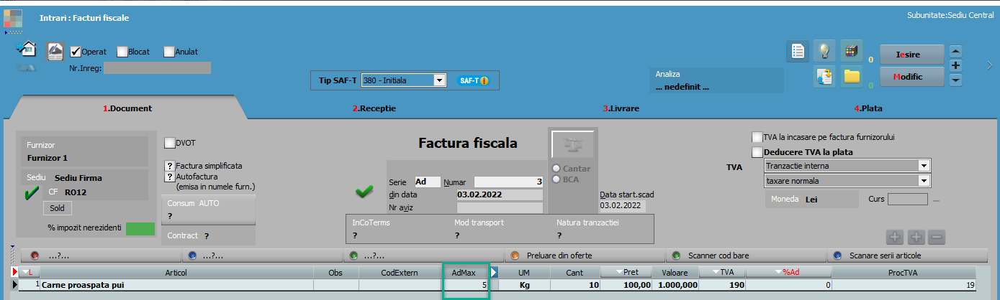 Intrari : Facturi fiscale
Subunitate:Sediu Central
Operat Blocat Anulat
Nr.Inreg:
Tip SAF-T 380 - Initiala SAF-T
Analiza
... nedefinit ...
0
0
Iesire
Modific
1.Document 2.Receptie 3.Livrare 4.Plata
Furnizor
Furnizor 1
Sediu Sediu Firma
CF RO12
Sold
% impozit nerezidenti
DVOT
? Factura simplificata
? Autofactura
(emisa in numele furn.)
Consum AUTO
?
Contract ?
Factura fiscala
Serie Ad Numar 3
din data 03.02.2022
Nr aviz
Cantar
BCA
Data start.scad
03.02.2022
InCoTerms Mod transport Natura tranzactiei
? ? ?
TVA la incasare pe factura furnizorului
Deducere TVA la plata
TVA Tranzactie interna
taxare normala
Moneda Lei Curs ...
...?... ...?... ...?... Preluare din oferte Scanner cod bare Scanare serii articole
L Articol Obs CodExtern AdMax UM Cant Pret Valoare TVA %Ad ProcTVA
1 Carne proaspata pui 5 Kg 10 100,00 1.000,000 190 0 19